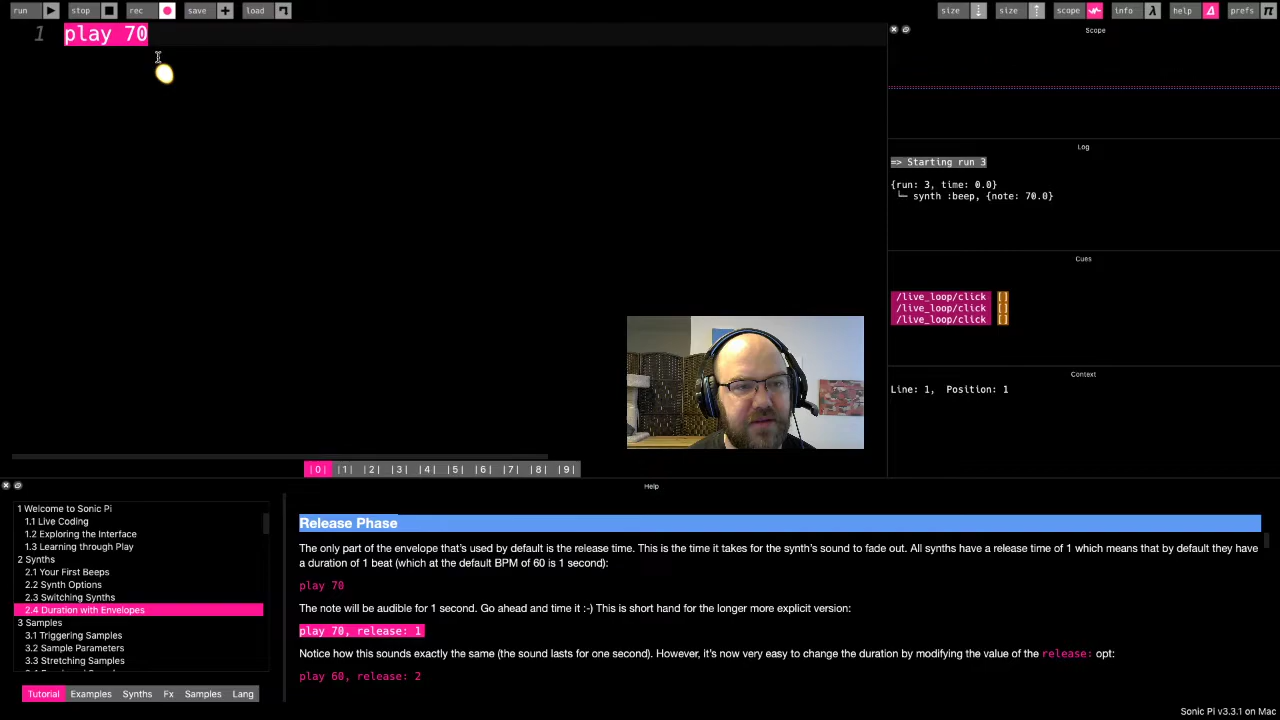 run stop rec save load size size scope info help prefs
1 play 70
Scope
Log
=> Starting run 3
{run: 3, time: 0.0}
└─ synth :beep, {note: 70.0}
Cues
/live_loop/click []
/live_loop/click []
/live_loop/click []
Context
Line: 1, Position: 1
|0| |1| |2| |3| |4| |5| |6| |7| |8| |9|
Help
1 Welcome to Sonic Pi
1.1 Live Coding
1.2 Exploring the Interface
1.3 Learning through Play
2 Synths
2.1 Your First Beeps
2.2 Synth Options
2.3 Switching Synths
2.4 Duration with Envelopes
3 Samples
3.1 Triggering Samples
3.2 Sample Parameters
3.3 Stretching Samples
Tutorial Examples Synths Fx Samples Lang
Release Phase
The only part of the envelope that's used by default is the release time. This is the time it takes for the synth's sound to fade out. All synths have a release time of 1 which means that by default they have
a duration of 1 beat (which at the default BPM of 60 is 1 second):
play 70
The note will be audible for 1 second. Go ahead and time it :-) This is short hand for the longer more explicit version:
play 70, release: 1
Notice how this sounds exactly the same (the sound lasts for one second). However, it's now very easy to change the duration by modifying the value of the release: opt:
play 60, release: 2
Sonic Pi v3.3.1 on Mac